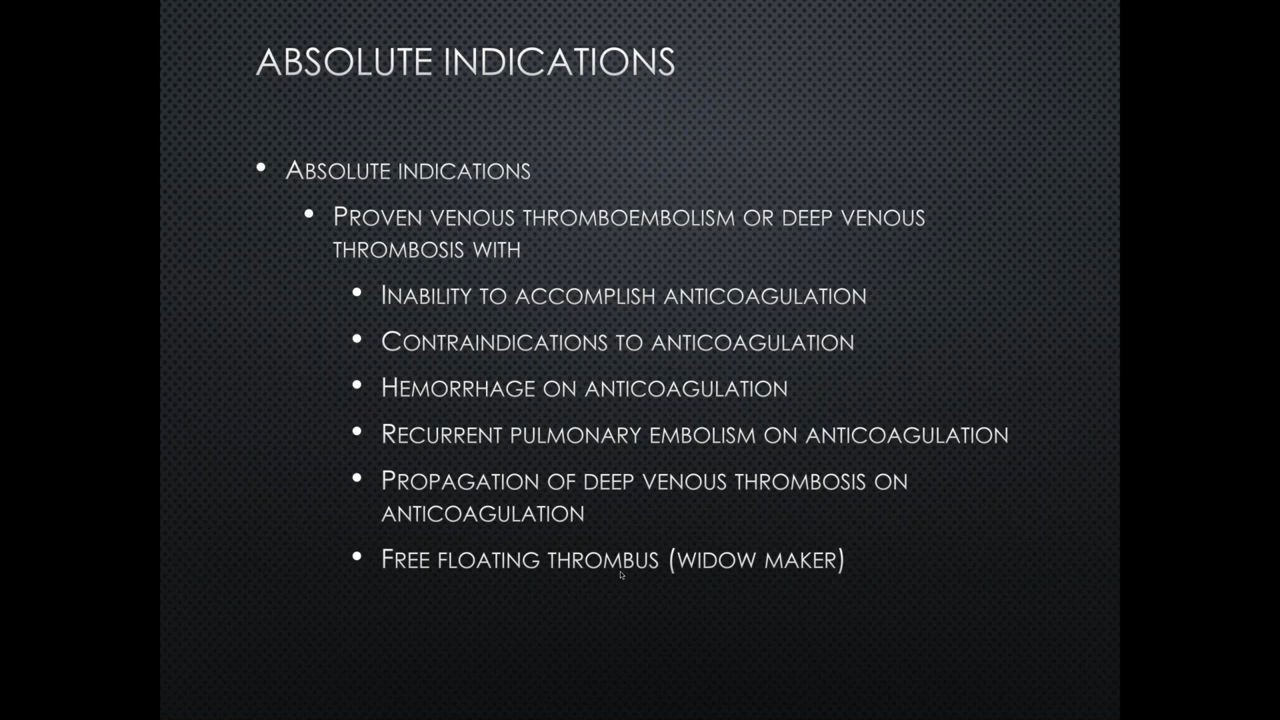 ABSOLUTE INDICATIONS
• ABSOLUTE INDICATIONS
• PROVEN VENOUS THROMBOEMBOLISM OR DEEP VENOUS
THROMBOSIS WITH
• INABILITY TO ACCOMPLISH ANTICOAGULATION
• CONTRAINDICATIONS TO ANTICOAGULATION
• HEMORRHAGE ON ANTICOAGULATION
• RECURRENT PULMONARY EMBOLISM ON ANTICOAGULATION
• PROPAGATION OF DEEP VENOUS THROMBOSIS ON
ANTICOAGULATION
• FREE FLOATING THROMBUS (WIDOW MAKER)